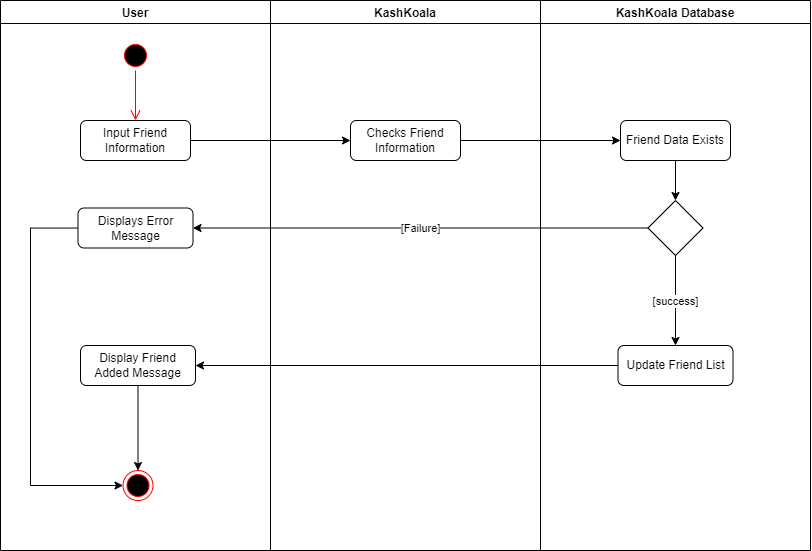 User
KashKoala
KashKoala Database
Input Friend
Information
Checks Friend
Information
Friend Data Exists
Displays Error
Message
[Failure]
[success]
Display Friend
Added Message
Update Friend List